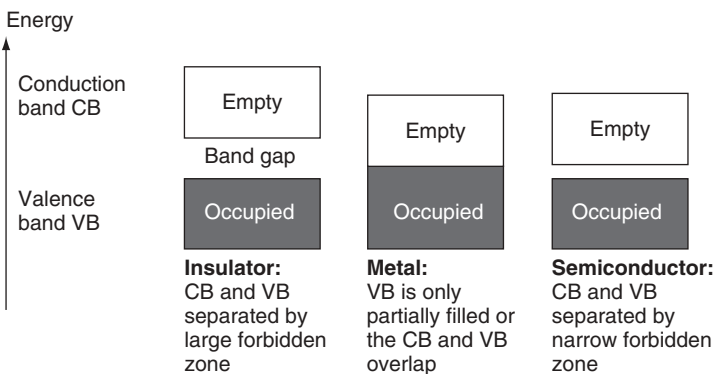 Energy
Conduction
band CB
Empty
Band gap
Valence
band VB
Occupied
Insulator:
CB and VB
separated by
large forbidden
zone
Empty
Occupied
Metal:
VB is only
partially filled or
the CB and VB
overlap
Empty
Occupied
Semiconductor:
CB and VB
separated by
narrow forbidden
zone